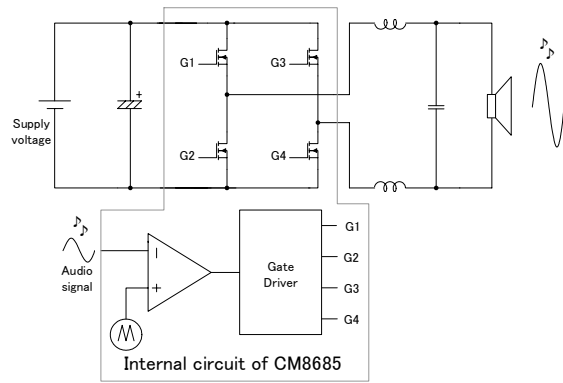 +
G1
G3
Supply
voltage
G2
G4
Audio
signal
−
+
Gate
Driver
G1
G2
G3
G4
Internal circuit of CM8685